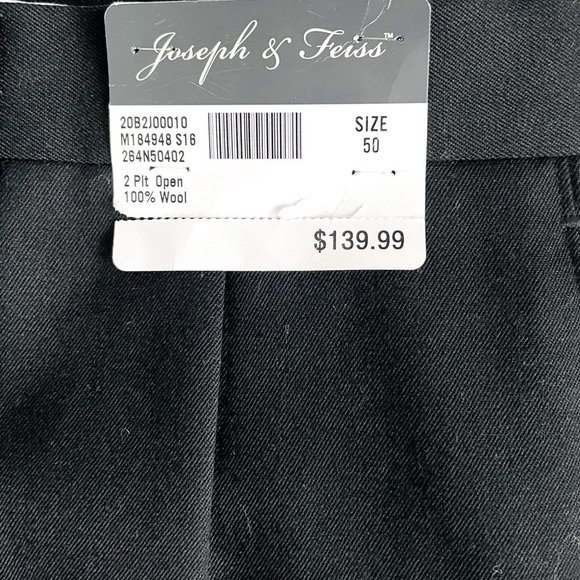 Joseph & Feiss™
20B2J00010
M184948 S16
264N50402
SIZE
50
2 Plt Open
100% Wool
$139.99